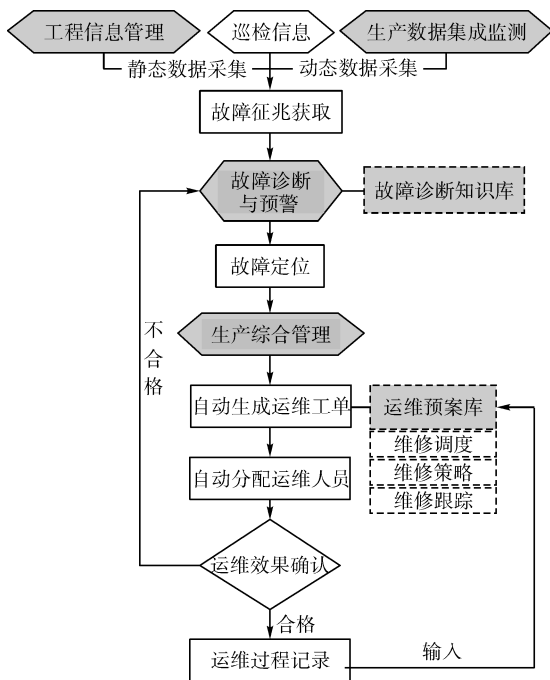 工程信息管理
巡检信息
生产数据集成监测
静态数据采集
动态数据采集
故障征兆获取
故障诊断
与预警
故障诊断知识库
故障定位
不合格
生产综合管理
自动生成运维工单
运维预案库
维修调度
自动分配运维人员
维修策略
维修跟踪
运维效果确认
合格
运维过程记录
输入